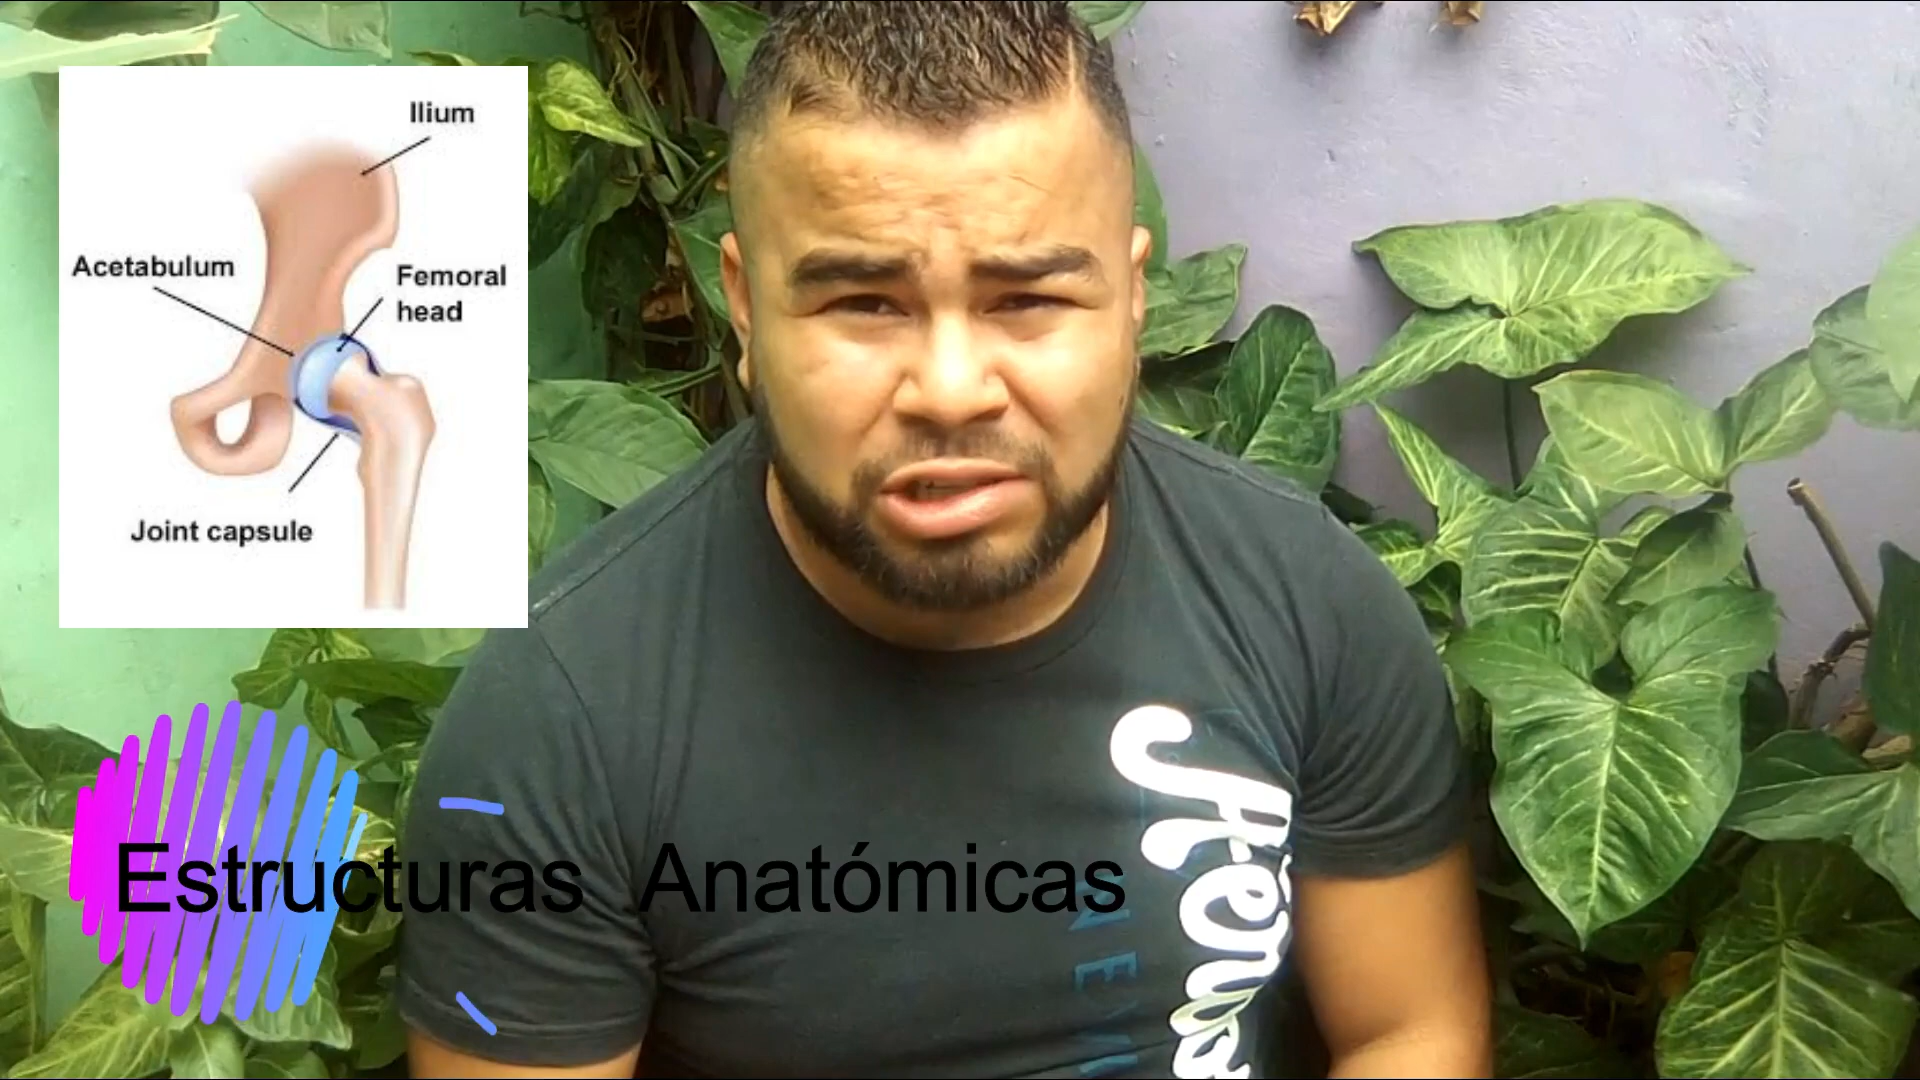 Ilium
Acetabulum
Femoral
head
Joint capsule
Estructuras Anatómicas